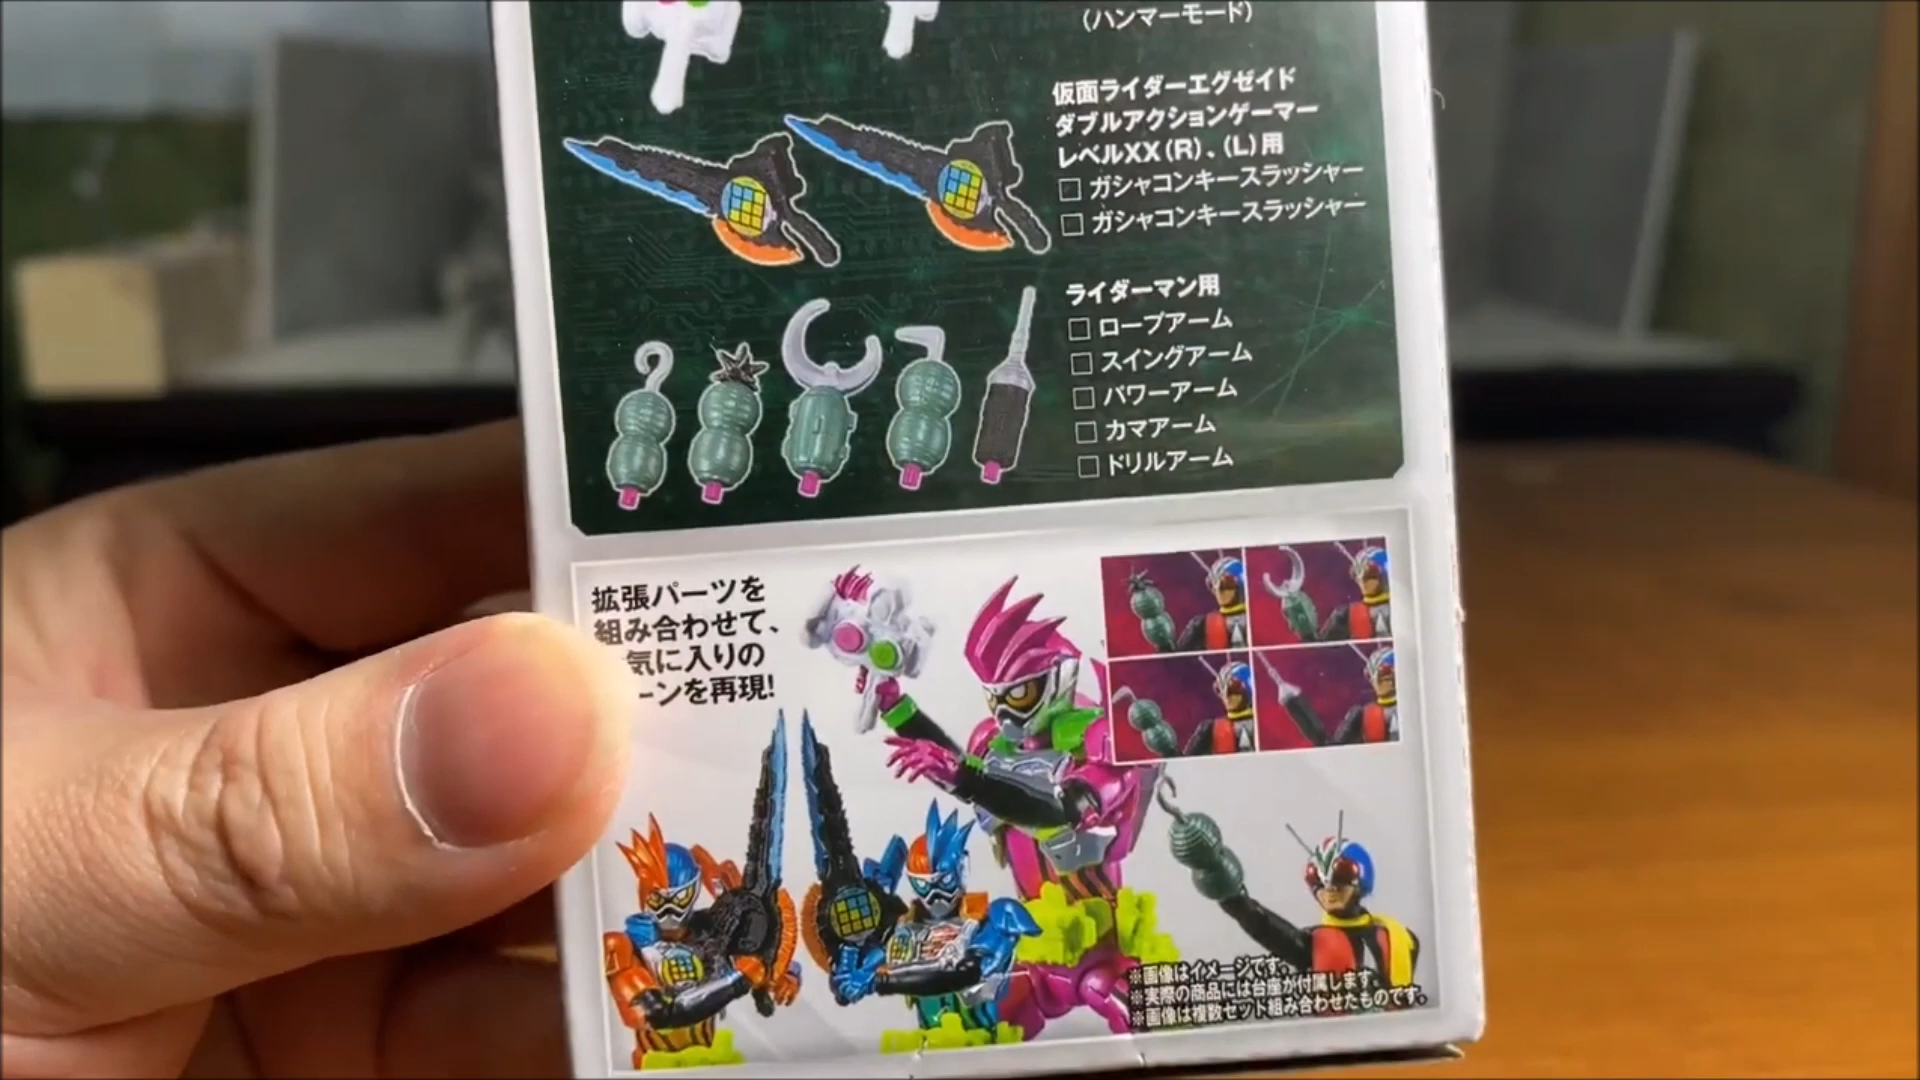 (ハンマーモード)
仮面ライダーエグゼイド
ダブルアクションゲーマー
レベルXX(R)、(L)用
□ ガシャコンキースラッシャー
□ ガシャコンキースラッシャー
ライダーマン用
□ ロープアーム
□ スイングアーム
□ パワーアーム
□ カマアーム
□ ドリルアーム
拡張パーツを
組み合わせて、
気に入りの
ーンを再現!
※画像はイメージです。
※実際の商品には台座が付属します。
※画像は複数セット組み合わせたものです。